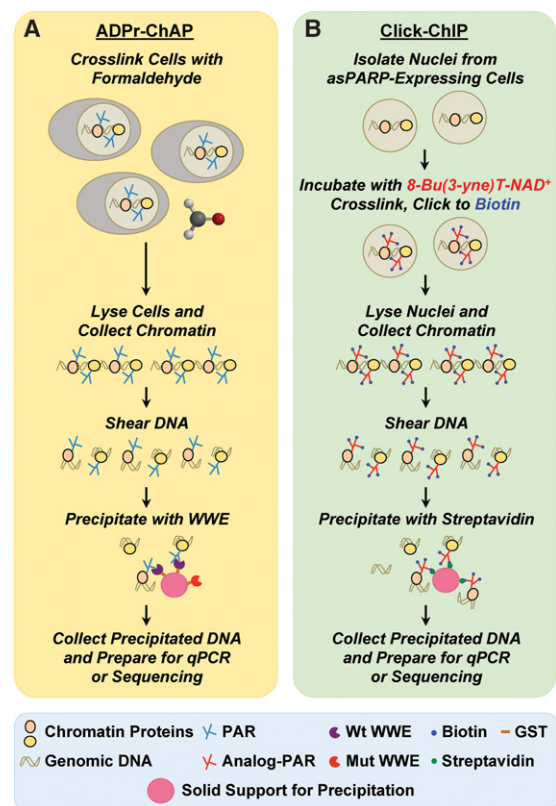 A
ADPr-ChAP
Crosslink Cells with
Formaldehyde
Lyse Cells and
Collect Chromatin
Shear DNA
Precipitate with WWE
Collect Precipitated DNA
and Prepare for qPCR
or Sequencing
B
Click-ChIP
Isolate Nuclei from
asPARP-Expressing Cells
Incubate with 8-Bu(3-yne)T-NAD⁺
Crosslink, Click to Biotin
Lyse Nuclei and
Collect Chromatin
Shear DNA
Precipitate with Streptavidin
Collect Precipitated DNA
and Prepare for qPCR
or Sequencing
Chromatin Proteins PAR Wt WWE Biotin GST
Genomic DNA Analog-PAR Mut WWE Streptavidin
Solid Support for Precipitation